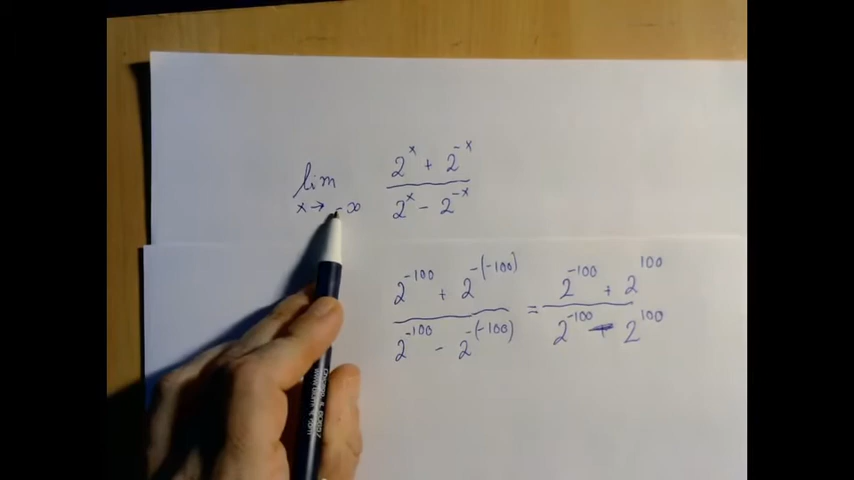 lim 2^x + 2^-x / 2^x - 2^-x
x → -∞
2^-100 + 2^-(-100) / 2^-100 - 2^-(-100) = 2^-100 + 2^100 / 2^-100 - 2^100